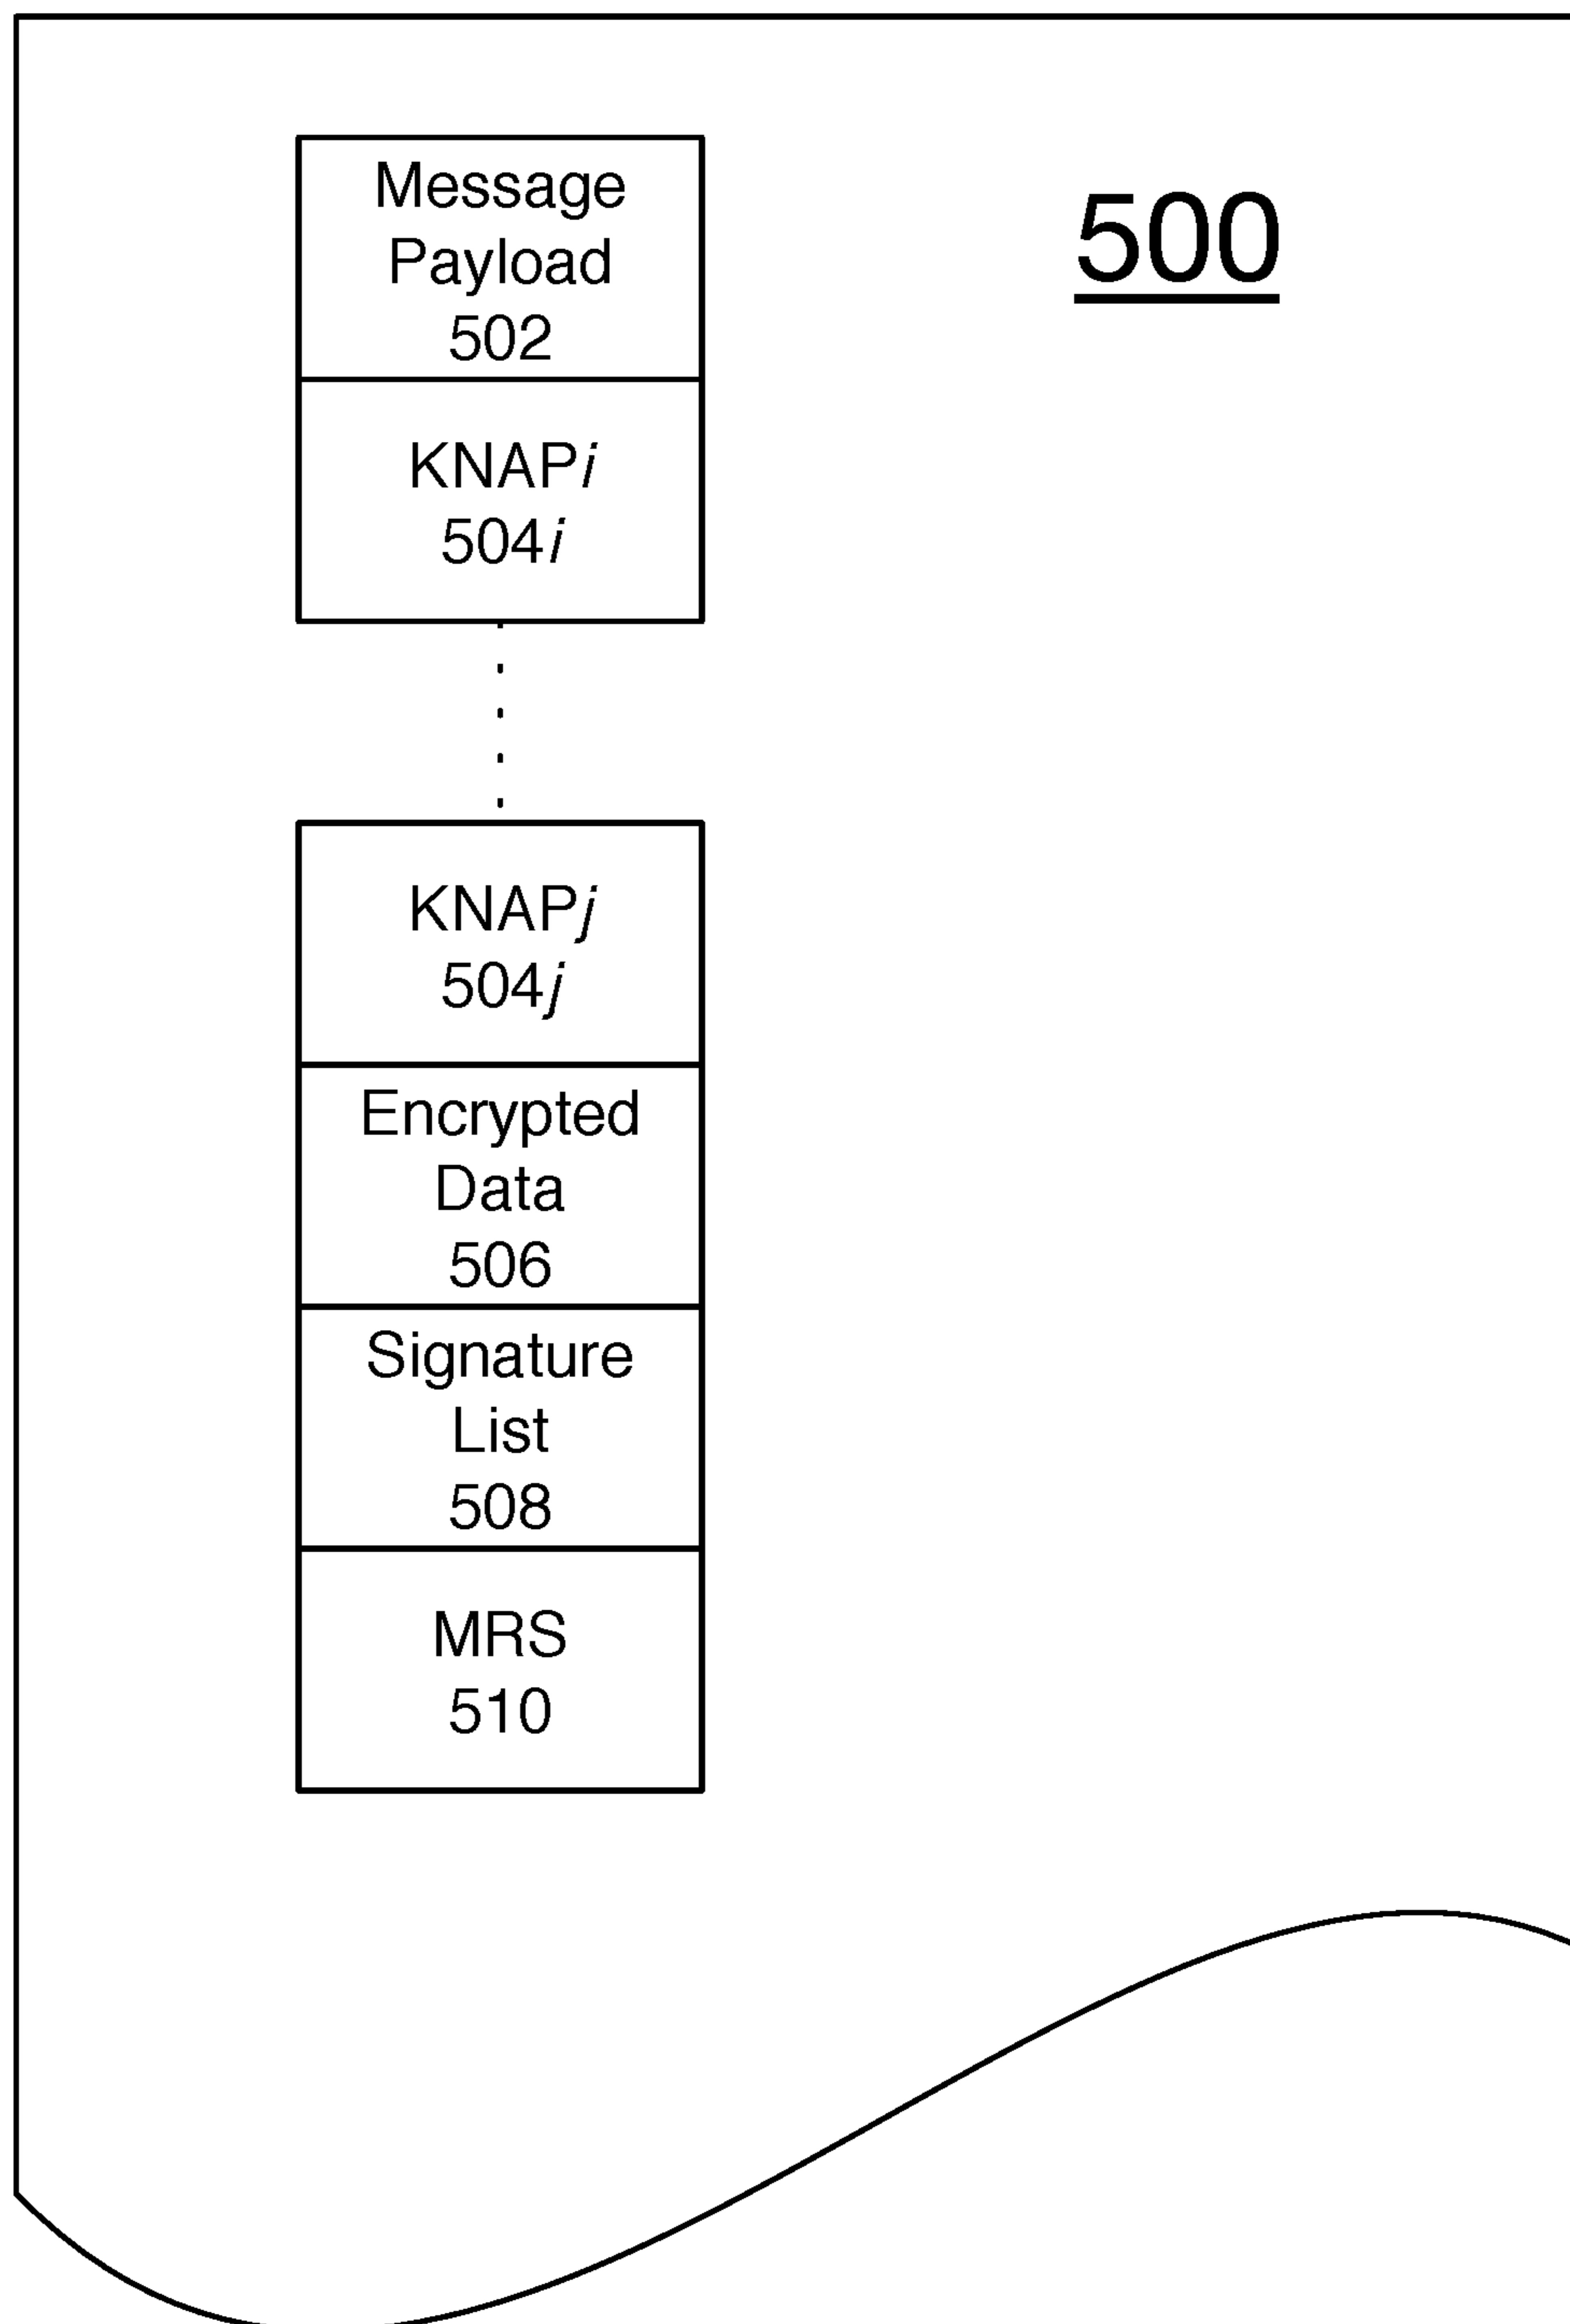 500
Message
Payload
502
KNAPi
504i
KNAPj
504j
Encrypted
Data
506
Signature
List
508
MRS
510